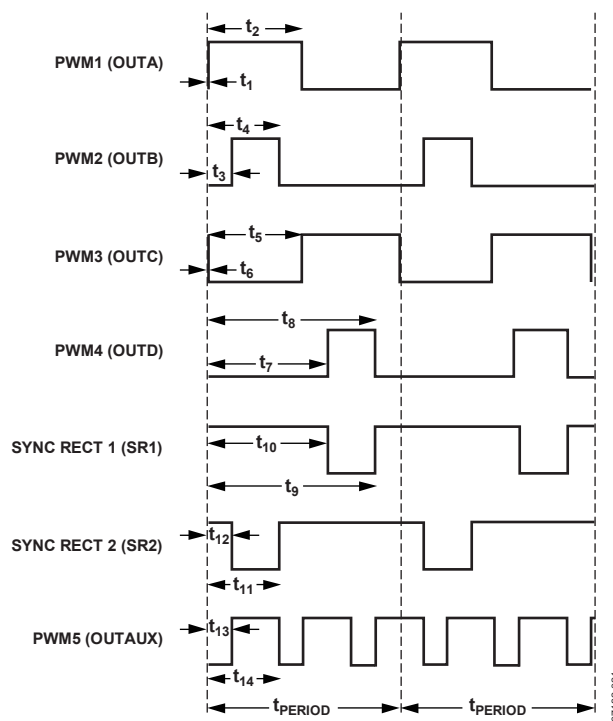 t2
PWM1 (OUTA)
t1
t4
PWM2 (OUTB)
t3
t5
PWM3 (OUTC)
t6
t8
PWM4 (OUTD)
t7
SYNC RECT 1 (SR1)
t10
t9
SYNC RECT 2 (SR2)
t12
t11
PWM5 (OUTAUX)
t13
t14
tPERIOD
tPERIOD